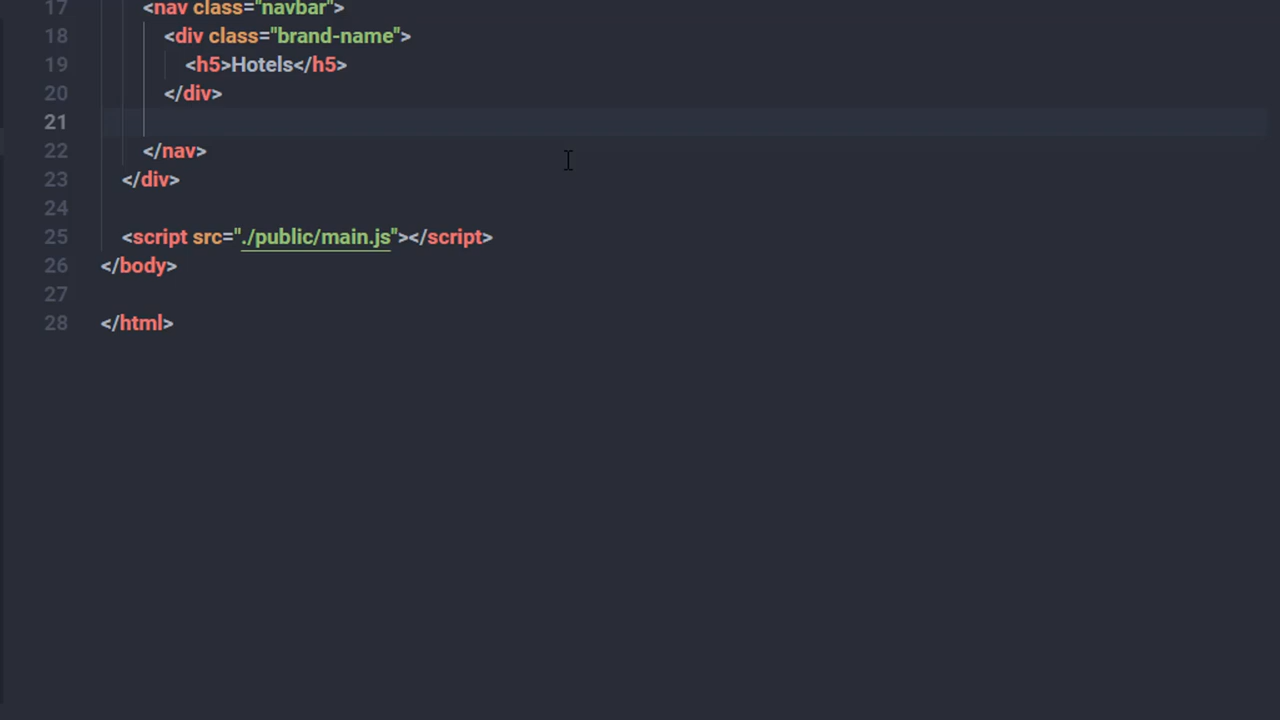 17 <nav class="navbar">
18 <div class="brand-name">
19 <h5>Hotels</h5>
20 </div>
21
22 </nav>
23 </div>
24
25 <script src="./public/main.js"></script>
26 </body>
27
28 </html>